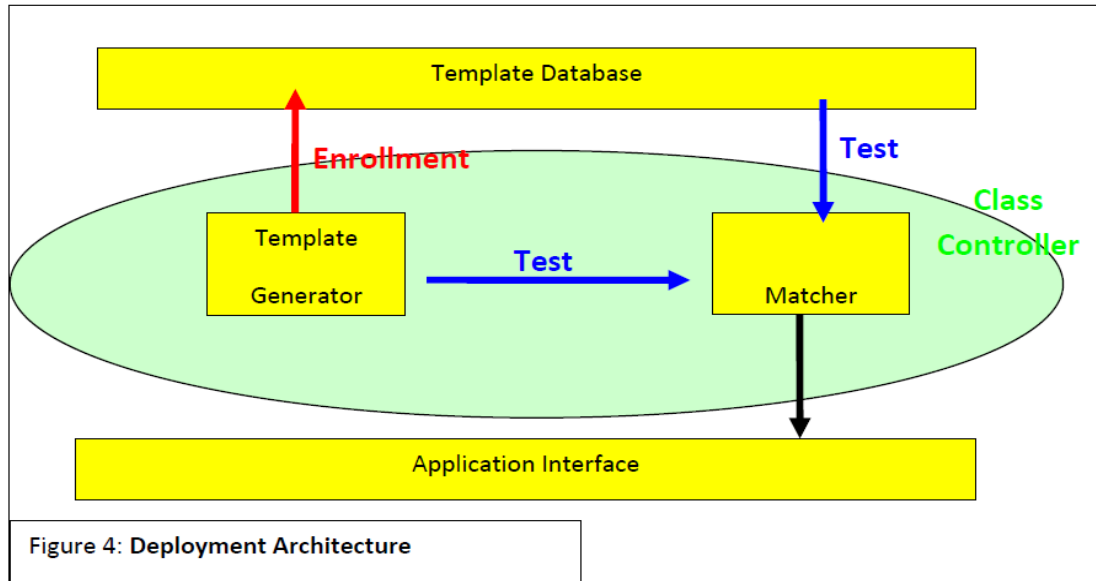 Template Database
Enrollment
Test
Class
Controller
Template
Generator
Test
Matcher
Application Interface
Figure 4: Deployment Architecture